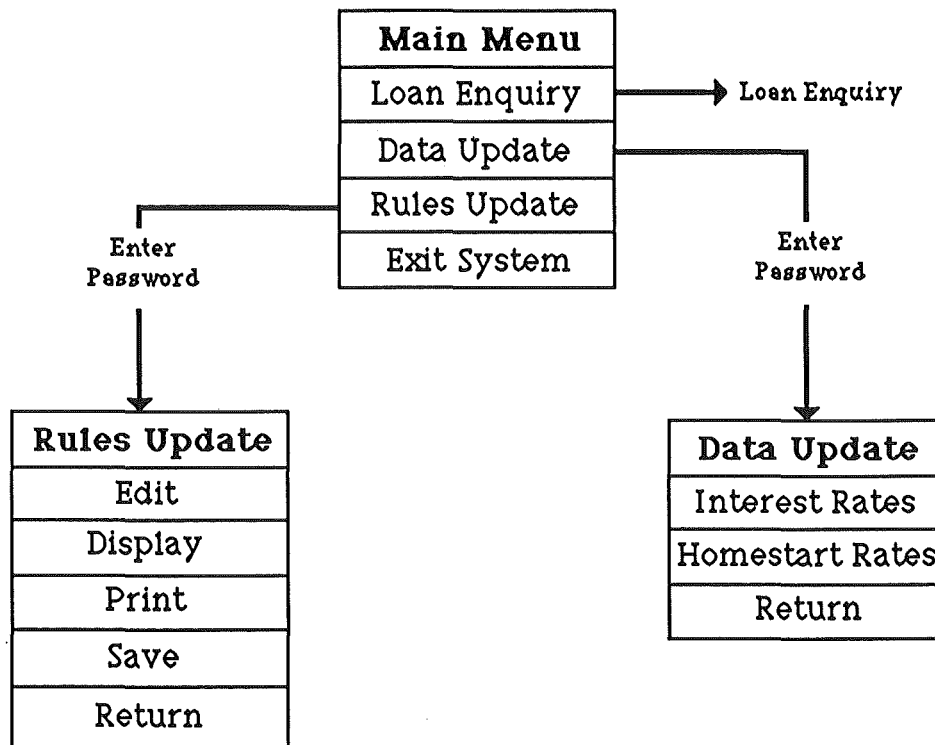 Main Menu
Loan Enquiry
Data Update
Rules Update
Exit System
Loan Enquiry
Enter
Password
Enter
Password
Rules Update
Edit
Display
Print
Save
Return
Data Update
Interest Rates
Homestart Rates
Return